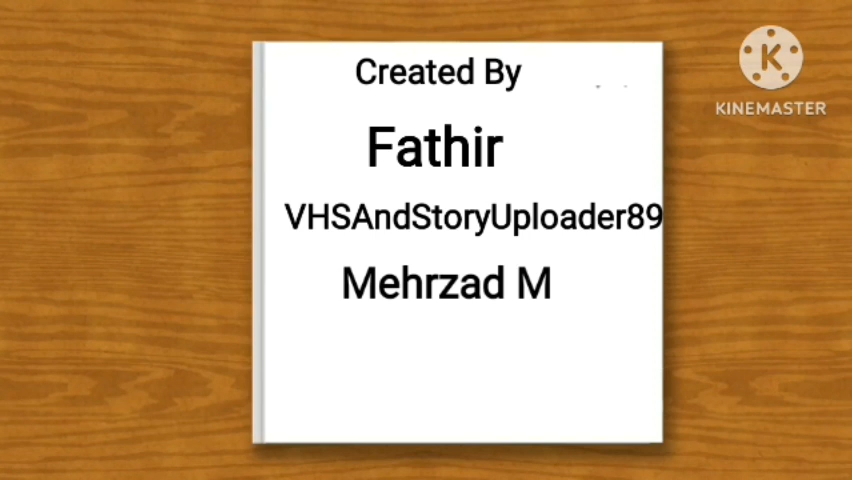 Created By
Fathir
VHSAndStoryUploader89
Mehrzad M
KINEMASTER